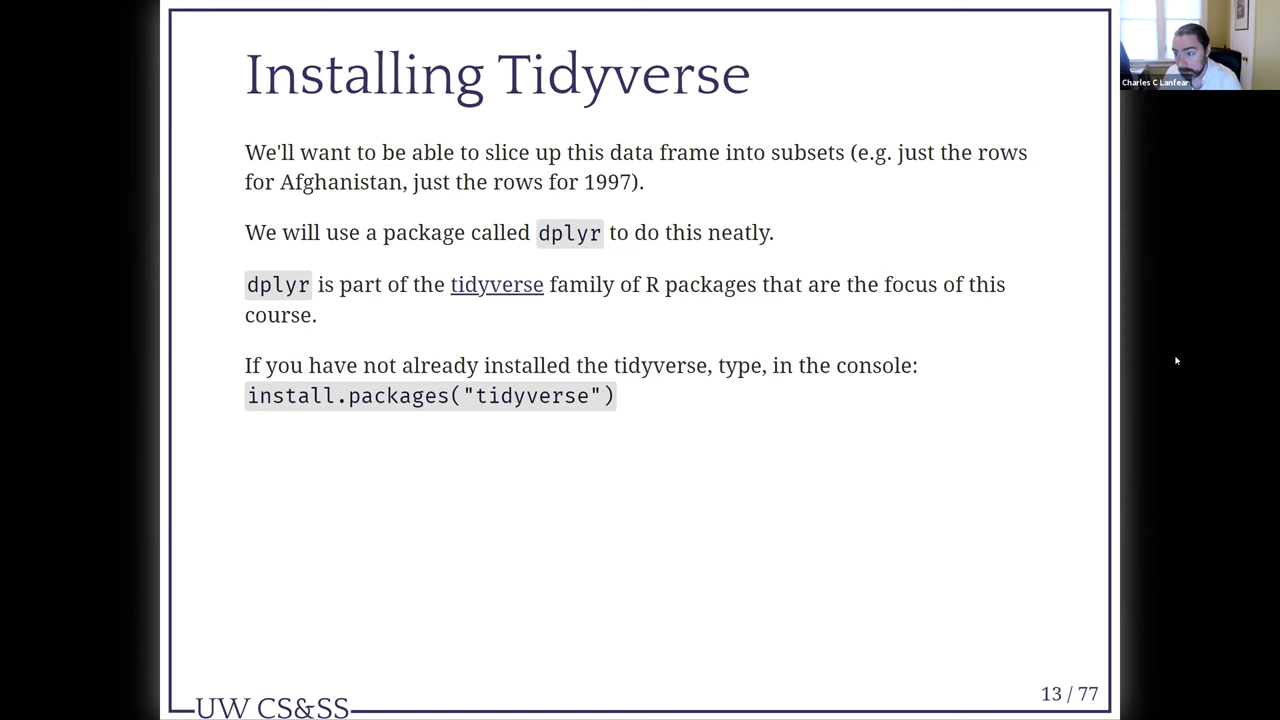 Installing Tidyverse
Charles C Lanfear
We'll want to be able to slice up this data frame into subsets (e.g. just the rows
for Afghanistan, just the rows for 1997).
We will use a package called dplyr to do this neatly.
dplyr is part of the tidyverse family of R packages that are the focus of this
course.
If you have not already installed the tidyverse, type, in the console:
install.packages("tidyverse")
13 / 77
UW CS&SS